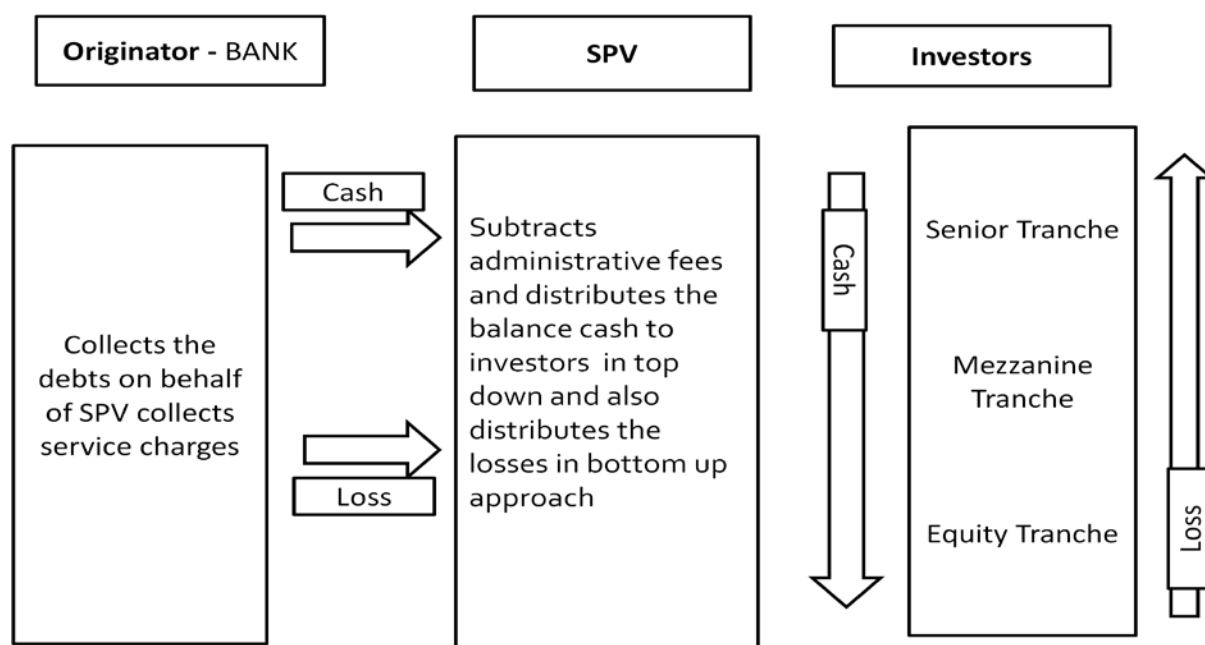 Originator - BANK
SPV
Investors
Collects the
debts on behalf
of SPV collects
service charges
Cash
Loss
Subtracts
administrative fees
and distributes the
balance cash to
investors in top
down and also
distributes the
losses in bottom up
approach
Cash
Senior Tranche
Mezzanine
Tranche
Equity Tranche
Loss